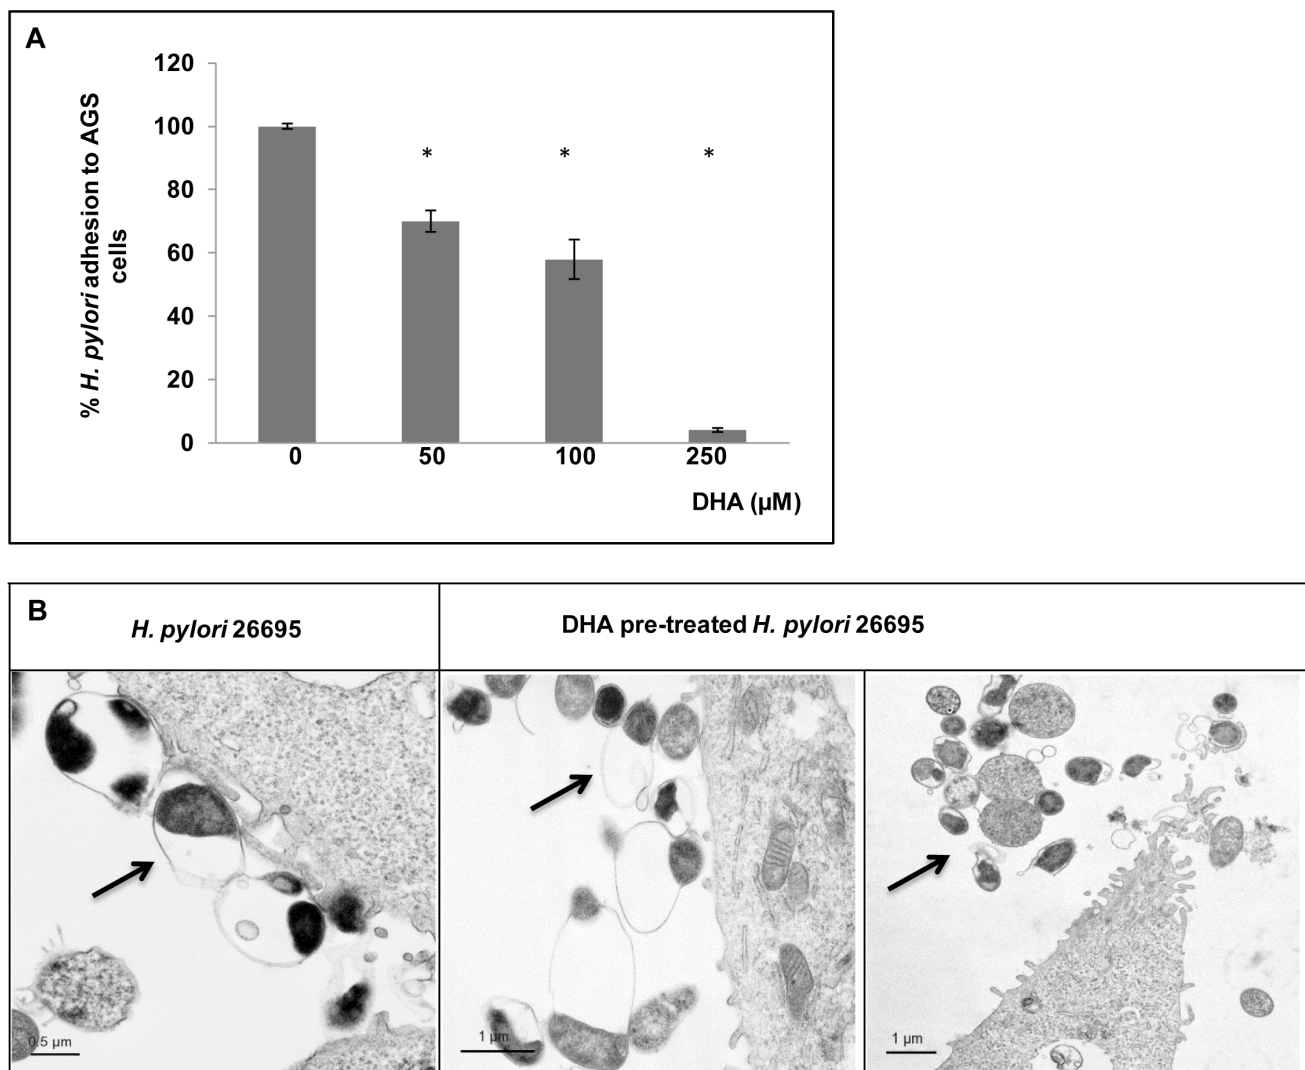 A
120
100
80
60
40
20
0
% H. pylori adhesion to AGS
cells
* * *
0 50 100 250
DHA (µM)
B
H. pylori 26695
DHA pre-treated H. pylori 26695
0.5 µm
1 µm
1 µm